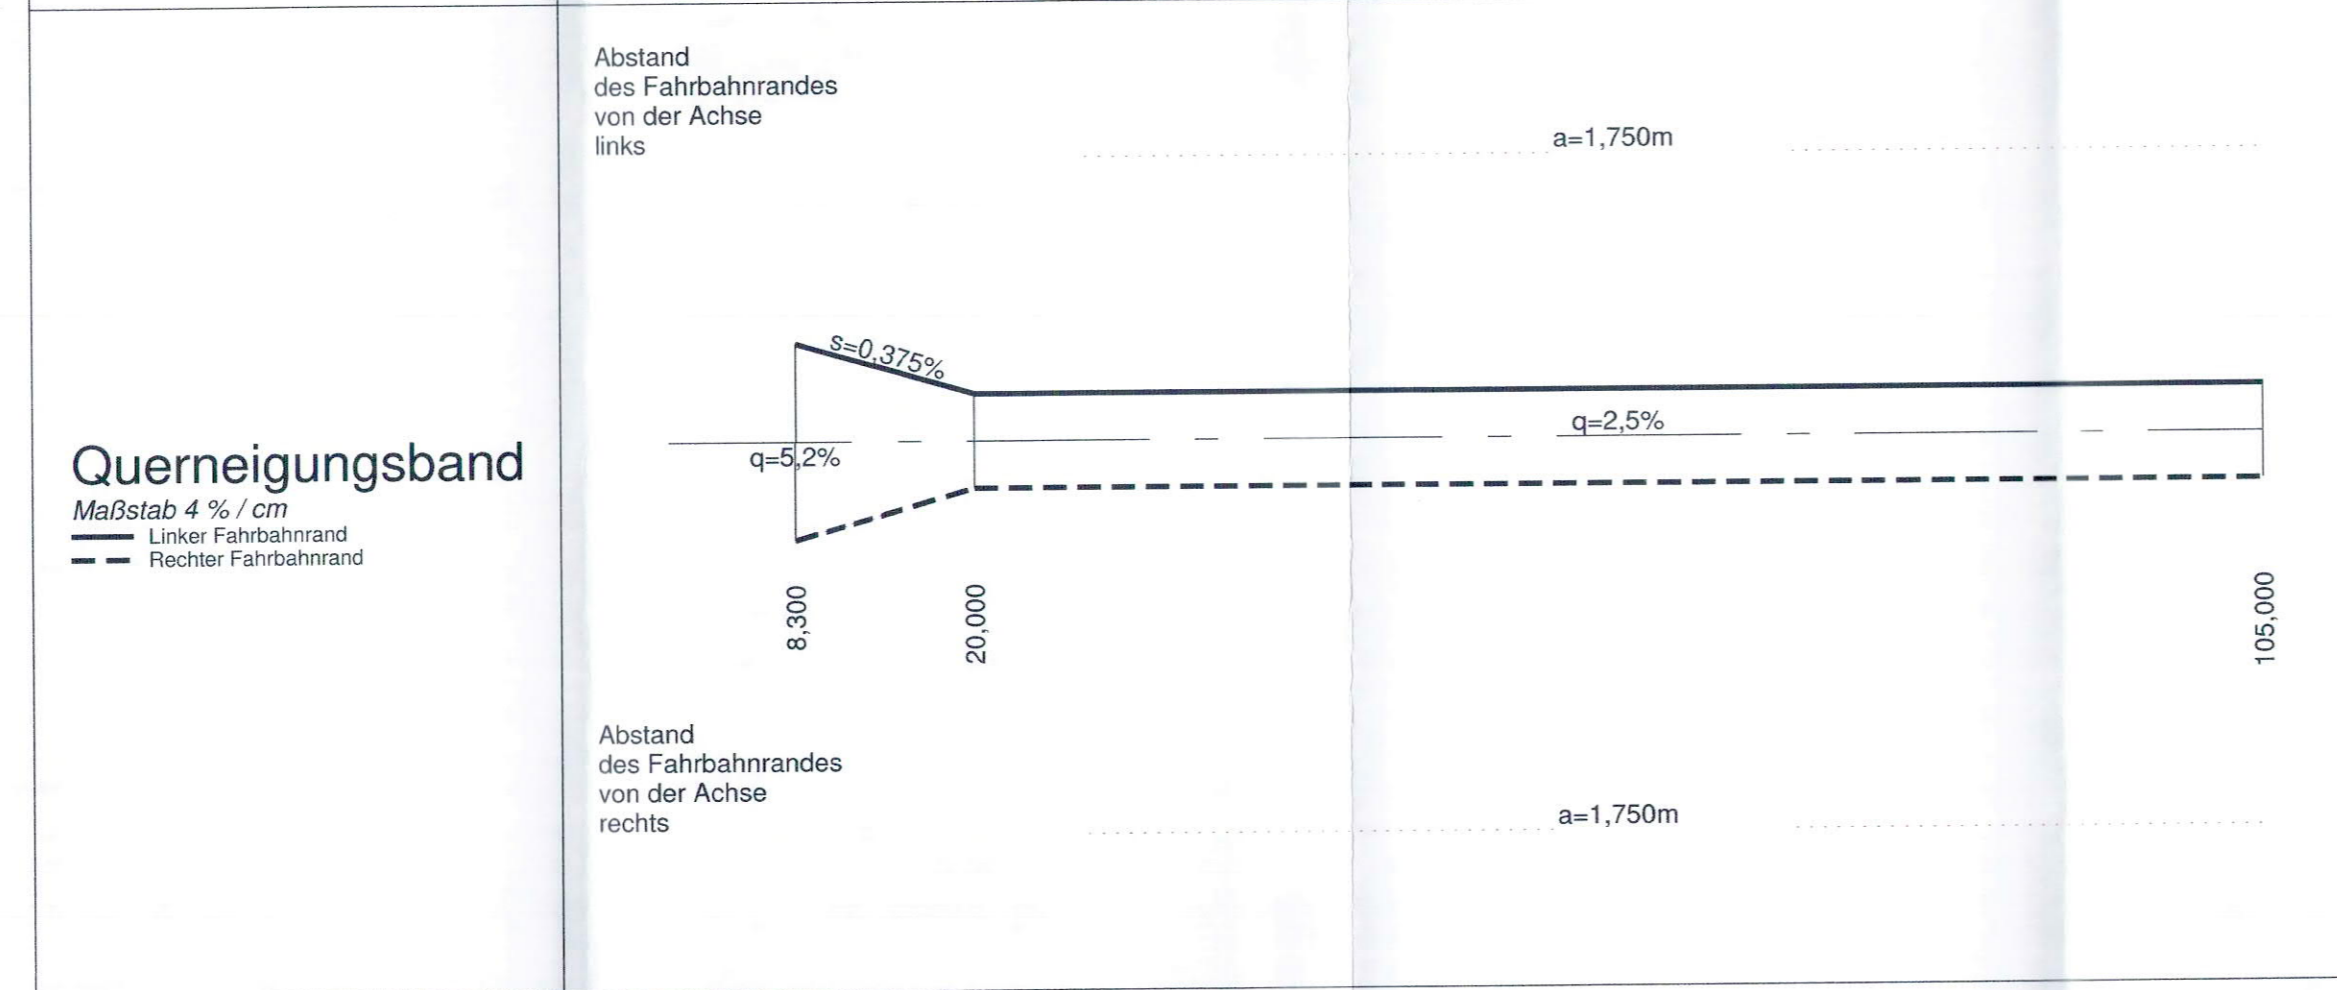 Abstand
des Fahrbahnrandes
von der Achse
links
a=1,750m
s=0,375%
q=2,5%
q=5,2%
Querneigungsband
Maßstab 4 % / cm
Linker Fahrbahnrand
Rechter Fahrbahnrand
8,300
20,000
105,000
Abstand
des Fahrbahnrandes
von der Achse
rechts
a=1,750m